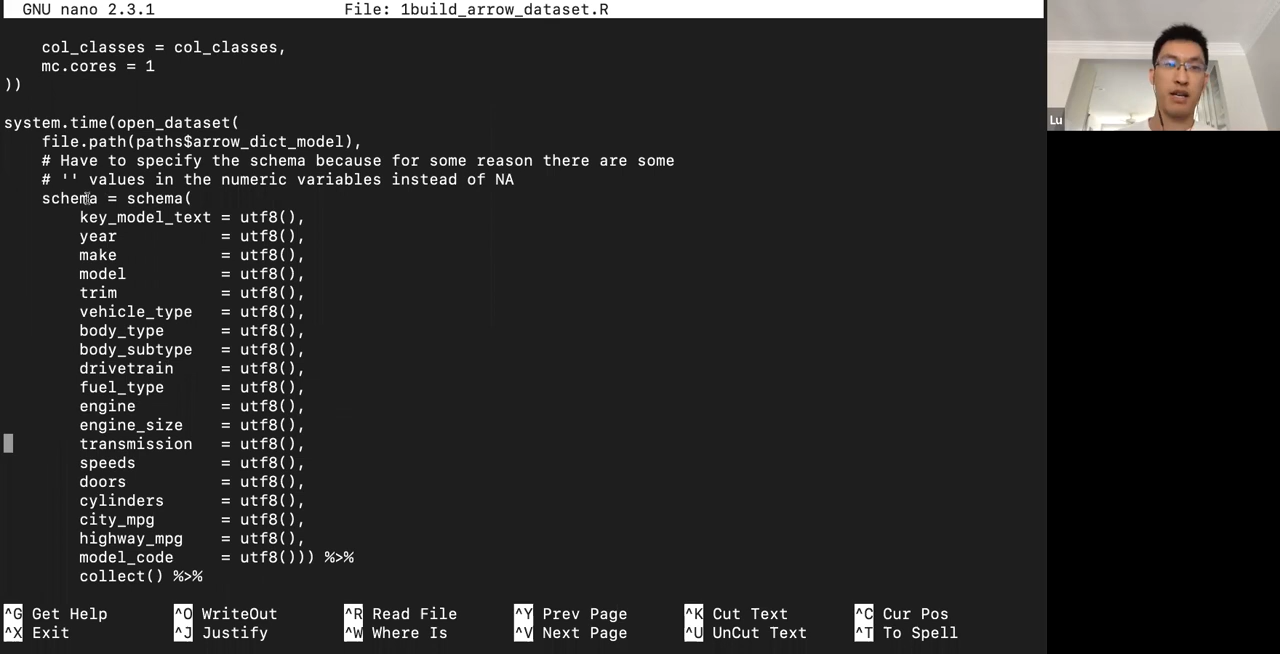 GNU nano 2.3.1 File: 1build_arrow_dataset.R
col_classes = col_classes,
mc.cores = 1
))
system.time(open_dataset(
file.path(paths$arrow_dict_model),
# Have to specify the schema because for some reason there are some
# '' values in the numeric variables instead of NA
schema = schema(
key_model_text = utf8(),
year = utf8(),
make = utf8(),
model = utf8(),
trim = utf8(),
vehicle_type = utf8(),
body_type = utf8(),
body_subtype = utf8(),
drivetrain = utf8(),
fuel_type = utf8(),
engine = utf8(),
engine_size = utf8(),
transmission = utf8(),
speeds = utf8(),
doors = utf8(),
cylinders = utf8(),
city_mpg = utf8(),
highway_mpg = utf8(),
model_code = utf8())) %>%
collect() %>%
^G Get Help ^O WriteOut ^R Read File ^Y Prev Page ^K Cut Text ^C Cur Pos
^X Exit ^J Justify ^W Where Is ^V Next Page ^U UnCut Text ^T To Spell
Lu